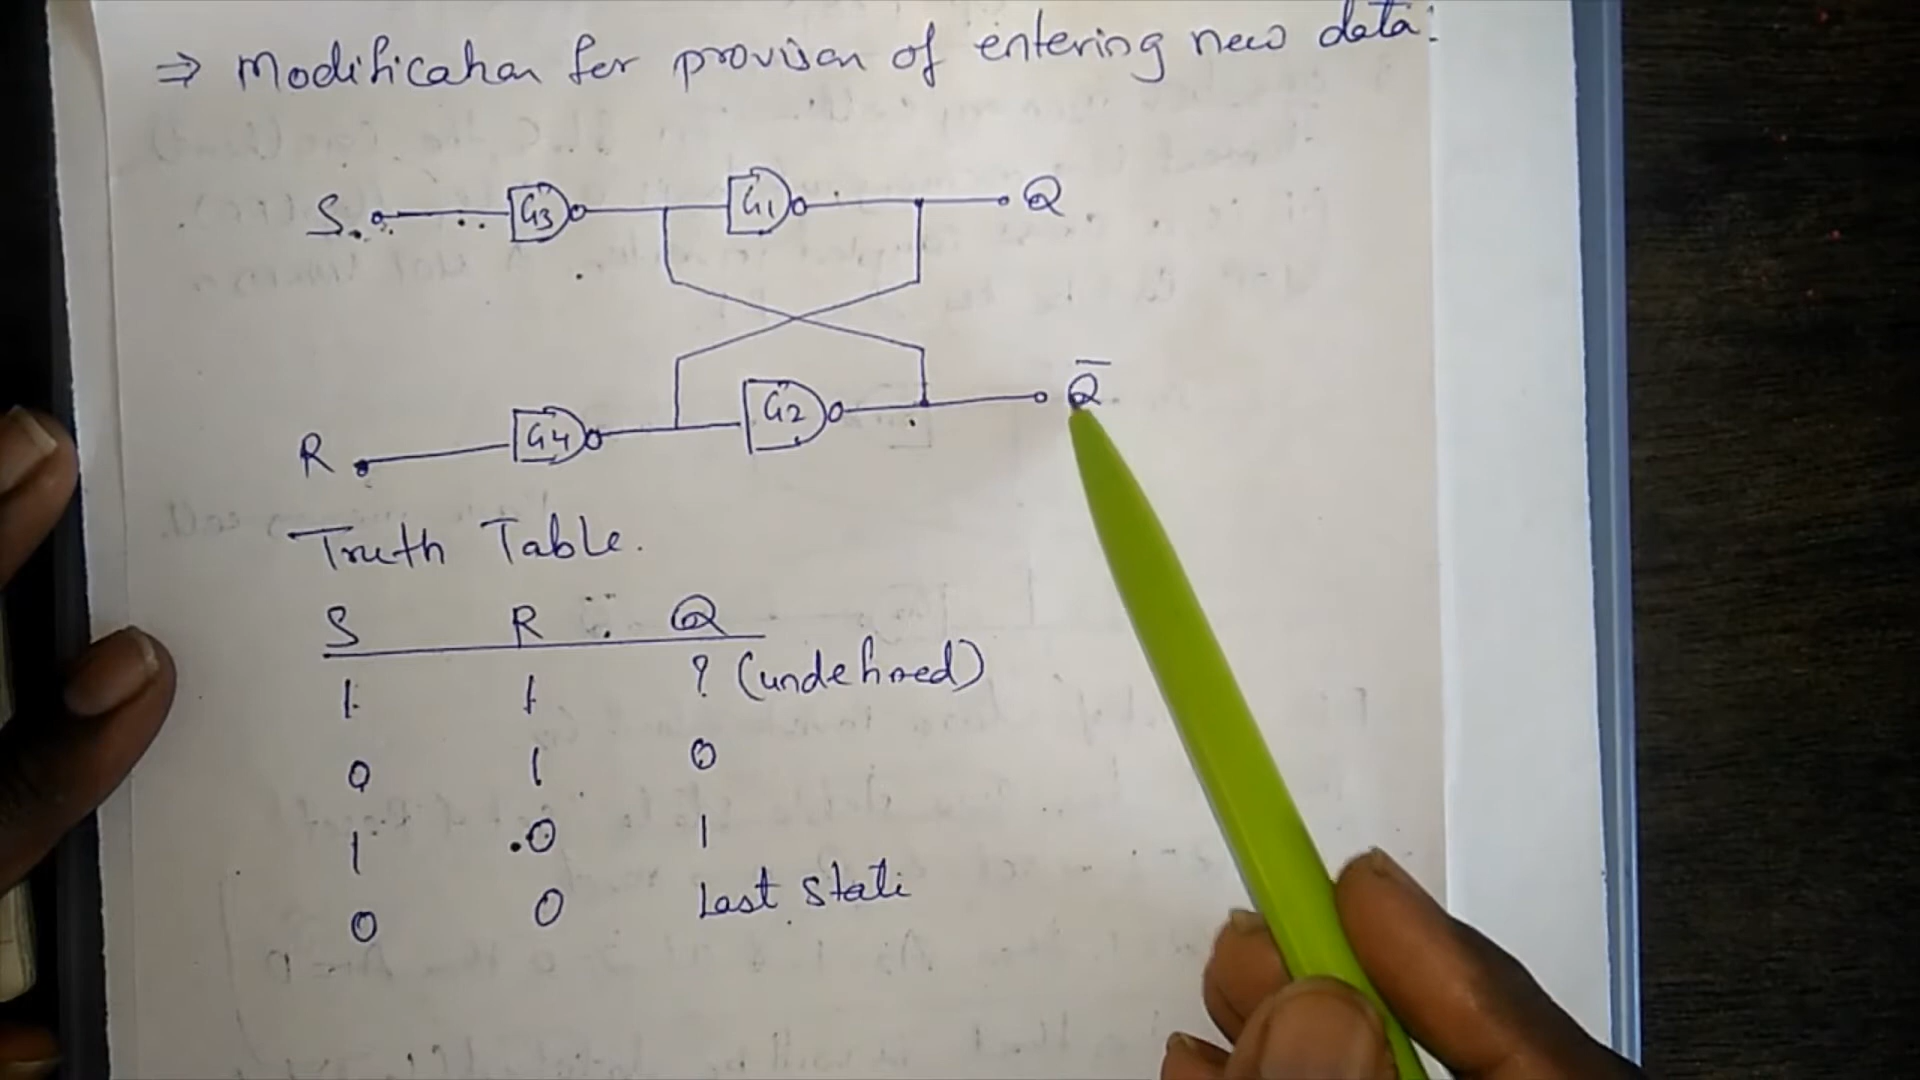 ⇒ Modification for provision of entering new data:
S G3 G1 Q
R G4 G2 Q̅
Truth Table.
S R Q
1 1 ? (undefined)
0 1 0
1 0 1
0 0 Last state